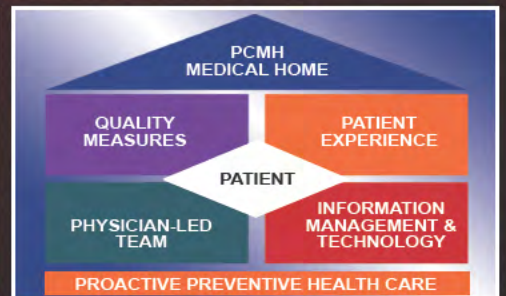 PCMH
MEDICAL HOME
QUALITY
MEASURES
PATIENT
EXPERIENCE
PATIENT
PHYSICIAN-LED
TEAM
INFORMATION
MANAGEMENT &
TECHNOLOGY
PROACTIVE PREVENTIVE HEALTH CARE